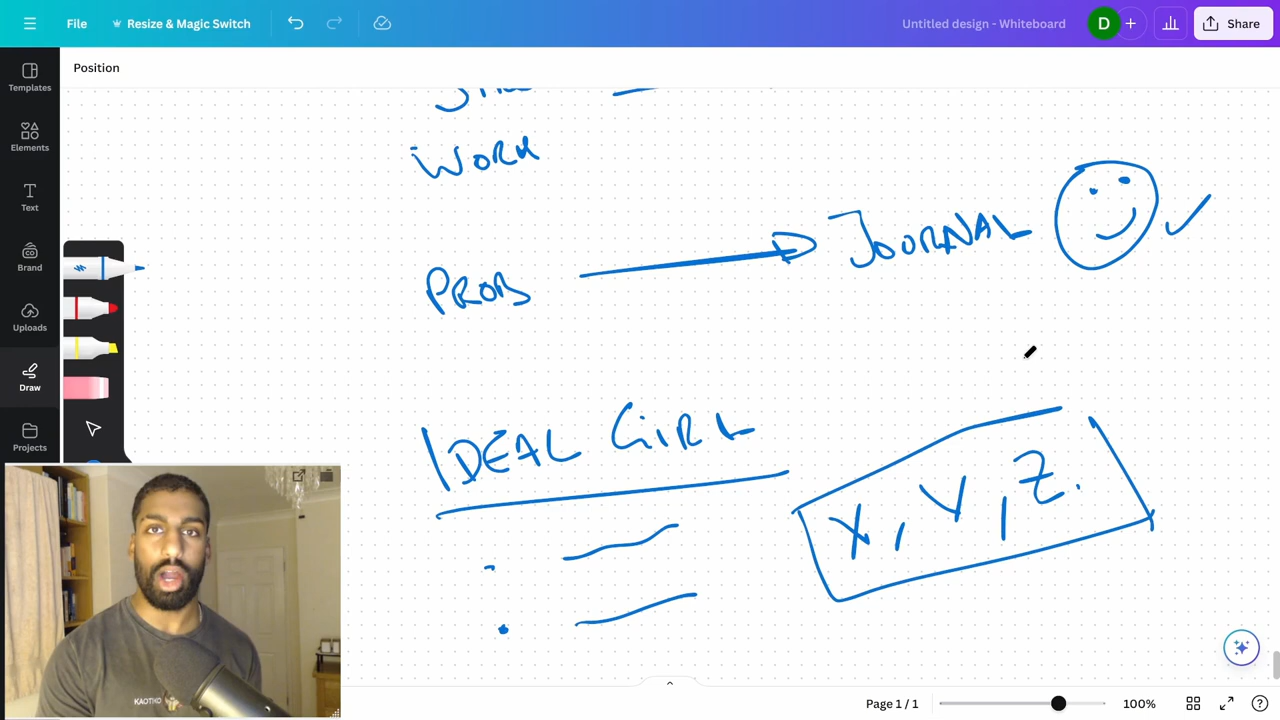 File
Resize & Magic Switch
Untitled design - Whiteboard
D
Share
Position
Templates
Elements
Text
Brand
Uploads
Draw
Projects
WORK
PROB
JOURNAL
IDEAL GIRL
X, Y, Z.
KAOTIKO
Page 1 / 1
100%